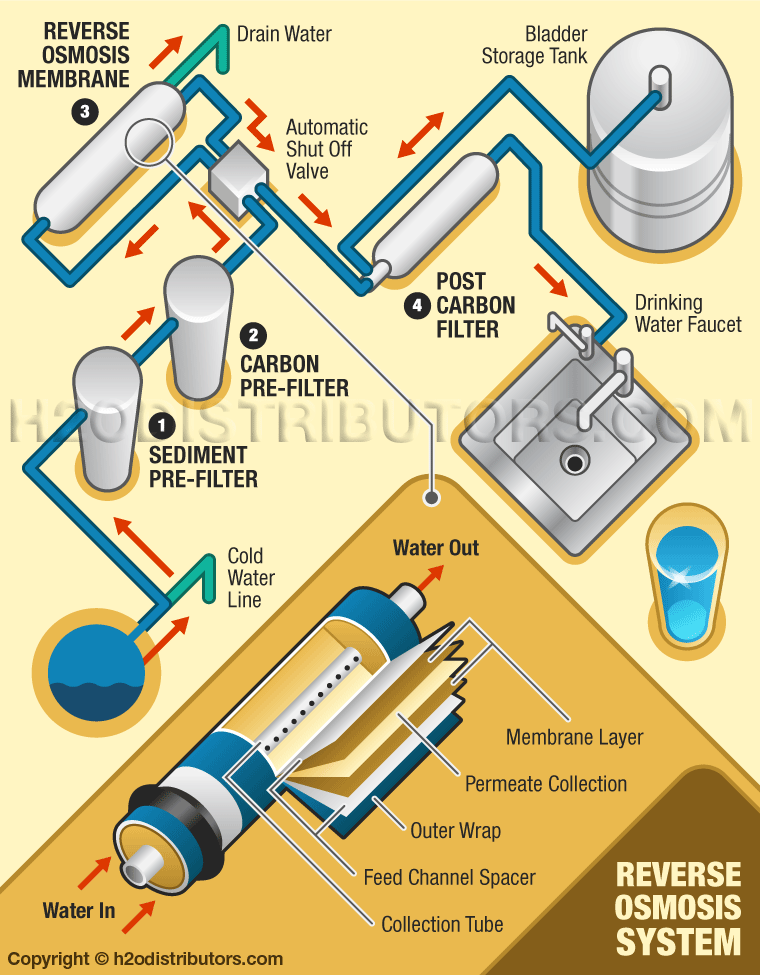 REVERSE
OSMOSIS
MEMBRANE
3
Drain Water
Bladder
Storage Tank
Automatic
Shut Off
Valve
4
POST
CARBON
FILTER
Drinking
Water Faucet
2
CARBON
PRE-FILTER
H2ODISTRIBUTORS.COM
1
SEDIMENT
PRE-FILTER
Cold
Water
Line
Water Out
Membrane Layer
Permeate Collection
Outer Wrap
Feed Channel Spacer
Collection Tube
Water In
REVERSE
OSMOSIS
SYSTEM
Copyright © h2odistributors.com